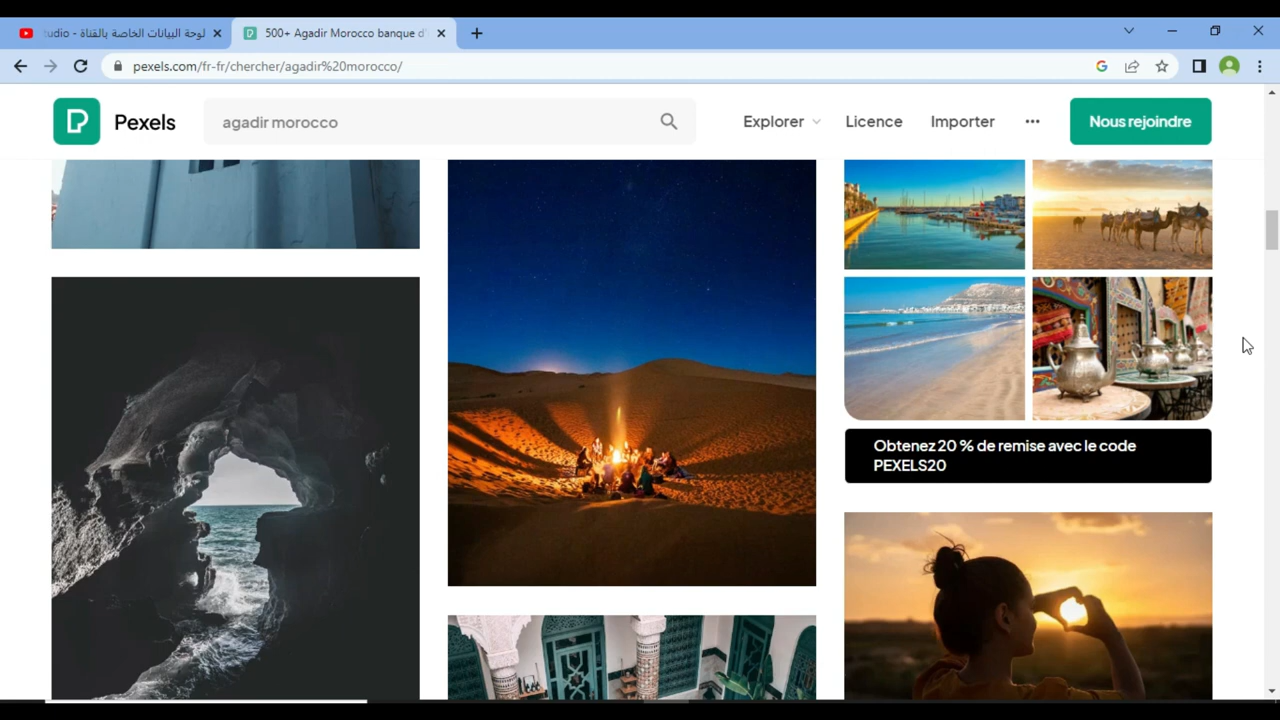 tudio - لوحة البيانات الخاصة بالقناة
500+ Agadir Morocco banque d'
pexels.com/fr-fr/chercher/agadir%20morocco/
Pexels
agadir morocco
Explorer
Licence
Importer
Nous rejoindre
Obtenez 20 % de remise avec le code
PEXELS20